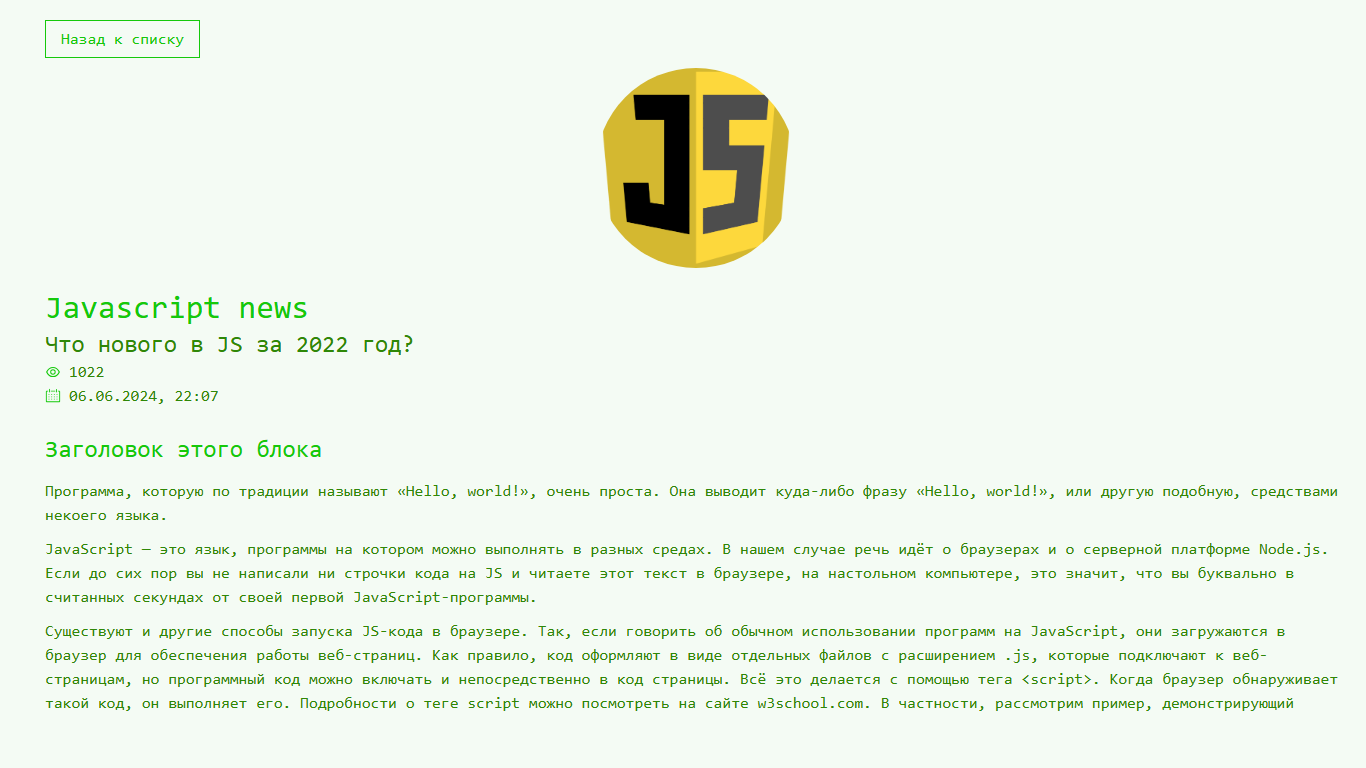 Назад к списку
JS
Javascript news
Что нового в JS за 2022 год?
1022
06.06.2024, 22:07
Заголовок этого блока
Программа, которую по традиции называют «Hello, world!», очень проста. Она выводит куда-либо фразу «Hello, world!», или другую подобную, средствами
некоего языка.
JavaScript — это язык, программы на котором можно выполнять в разных средах. В нашем случае речь идёт о браузерах и о серверной платформе Node.js.
Если до сих пор вы не написали ни строчки кода на JS и читаете этот текст в браузере, на настольном компьютере, это значит, что вы буквально в
считанных секундах от своей первой JavaScript-программы.
Существуют и другие способы запуска JS-кода в браузере. Так, если говорить об обычном использовании программ на JavaScript, они загружаются в
браузер для обеспечения работы веб-страниц. Как правило, код оформляют в виде отдельных файлов с расширением .js, которые подключают к веб-
страницам, но программный код можно включать и непосредственно в код страницы. Всё это делается с помощью тега <script>. Когда браузер обнаруживает
такой код, он выполняет его. Подробности о теге script можно посмотреть на сайте w3school.com. В частности, рассмотрим пример, демонстрирующий